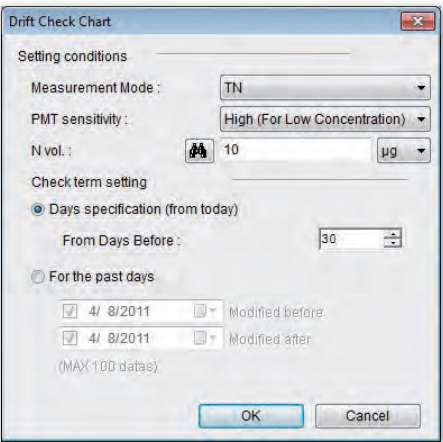 Drift Check Chart
Setting conditions
Measurement Mode : TN
PMT sensitivity : High (For Low Concentration)
N vol. : 10 µg
Check term setting
Days specification (from today)
From Days Before : 30
For the past days
4/ 8/2011 Modified before
4/ 8/2011 Modified after
(MAX 100 datas)
OK Cancel